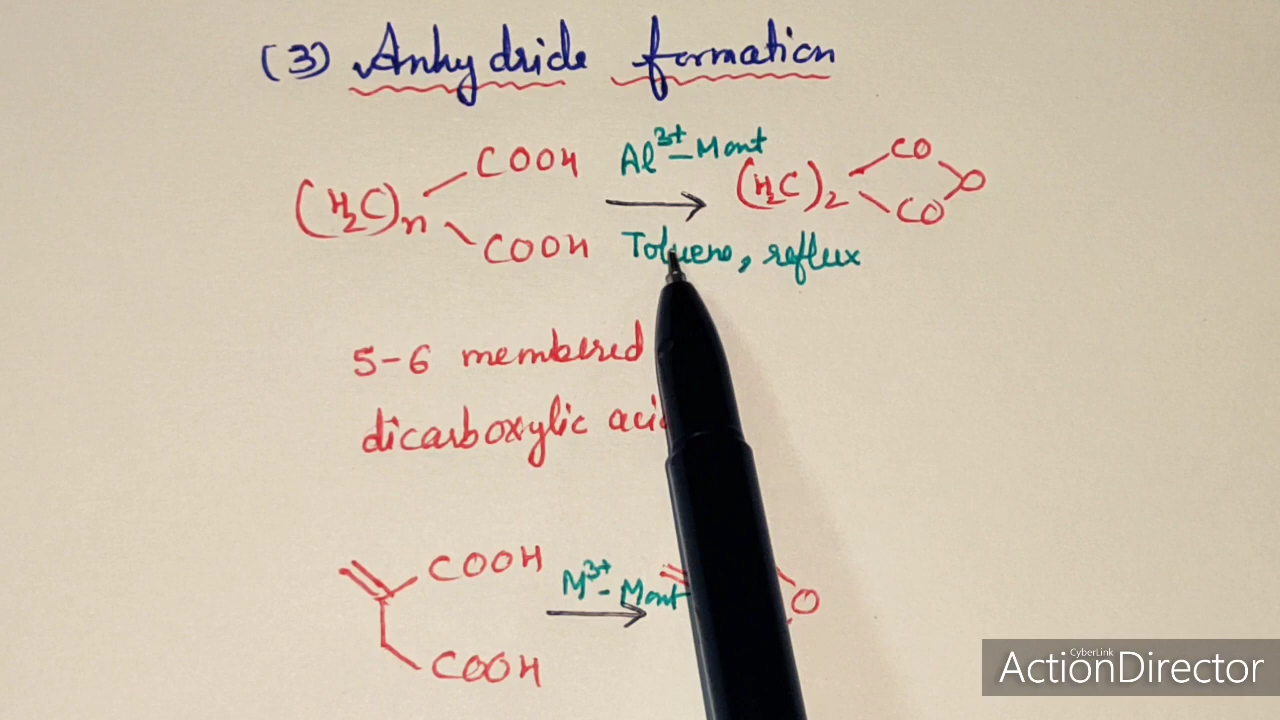 (3) Anhydride formation
(H₂C)n COOH COOH Al³⁺-Mont Toluene, reflux (H₂C)₂ CO CO O
5-6 membered
dicarboxylic
COOH COOH M³⁺-Mont O
CyberLink
ActionDirector